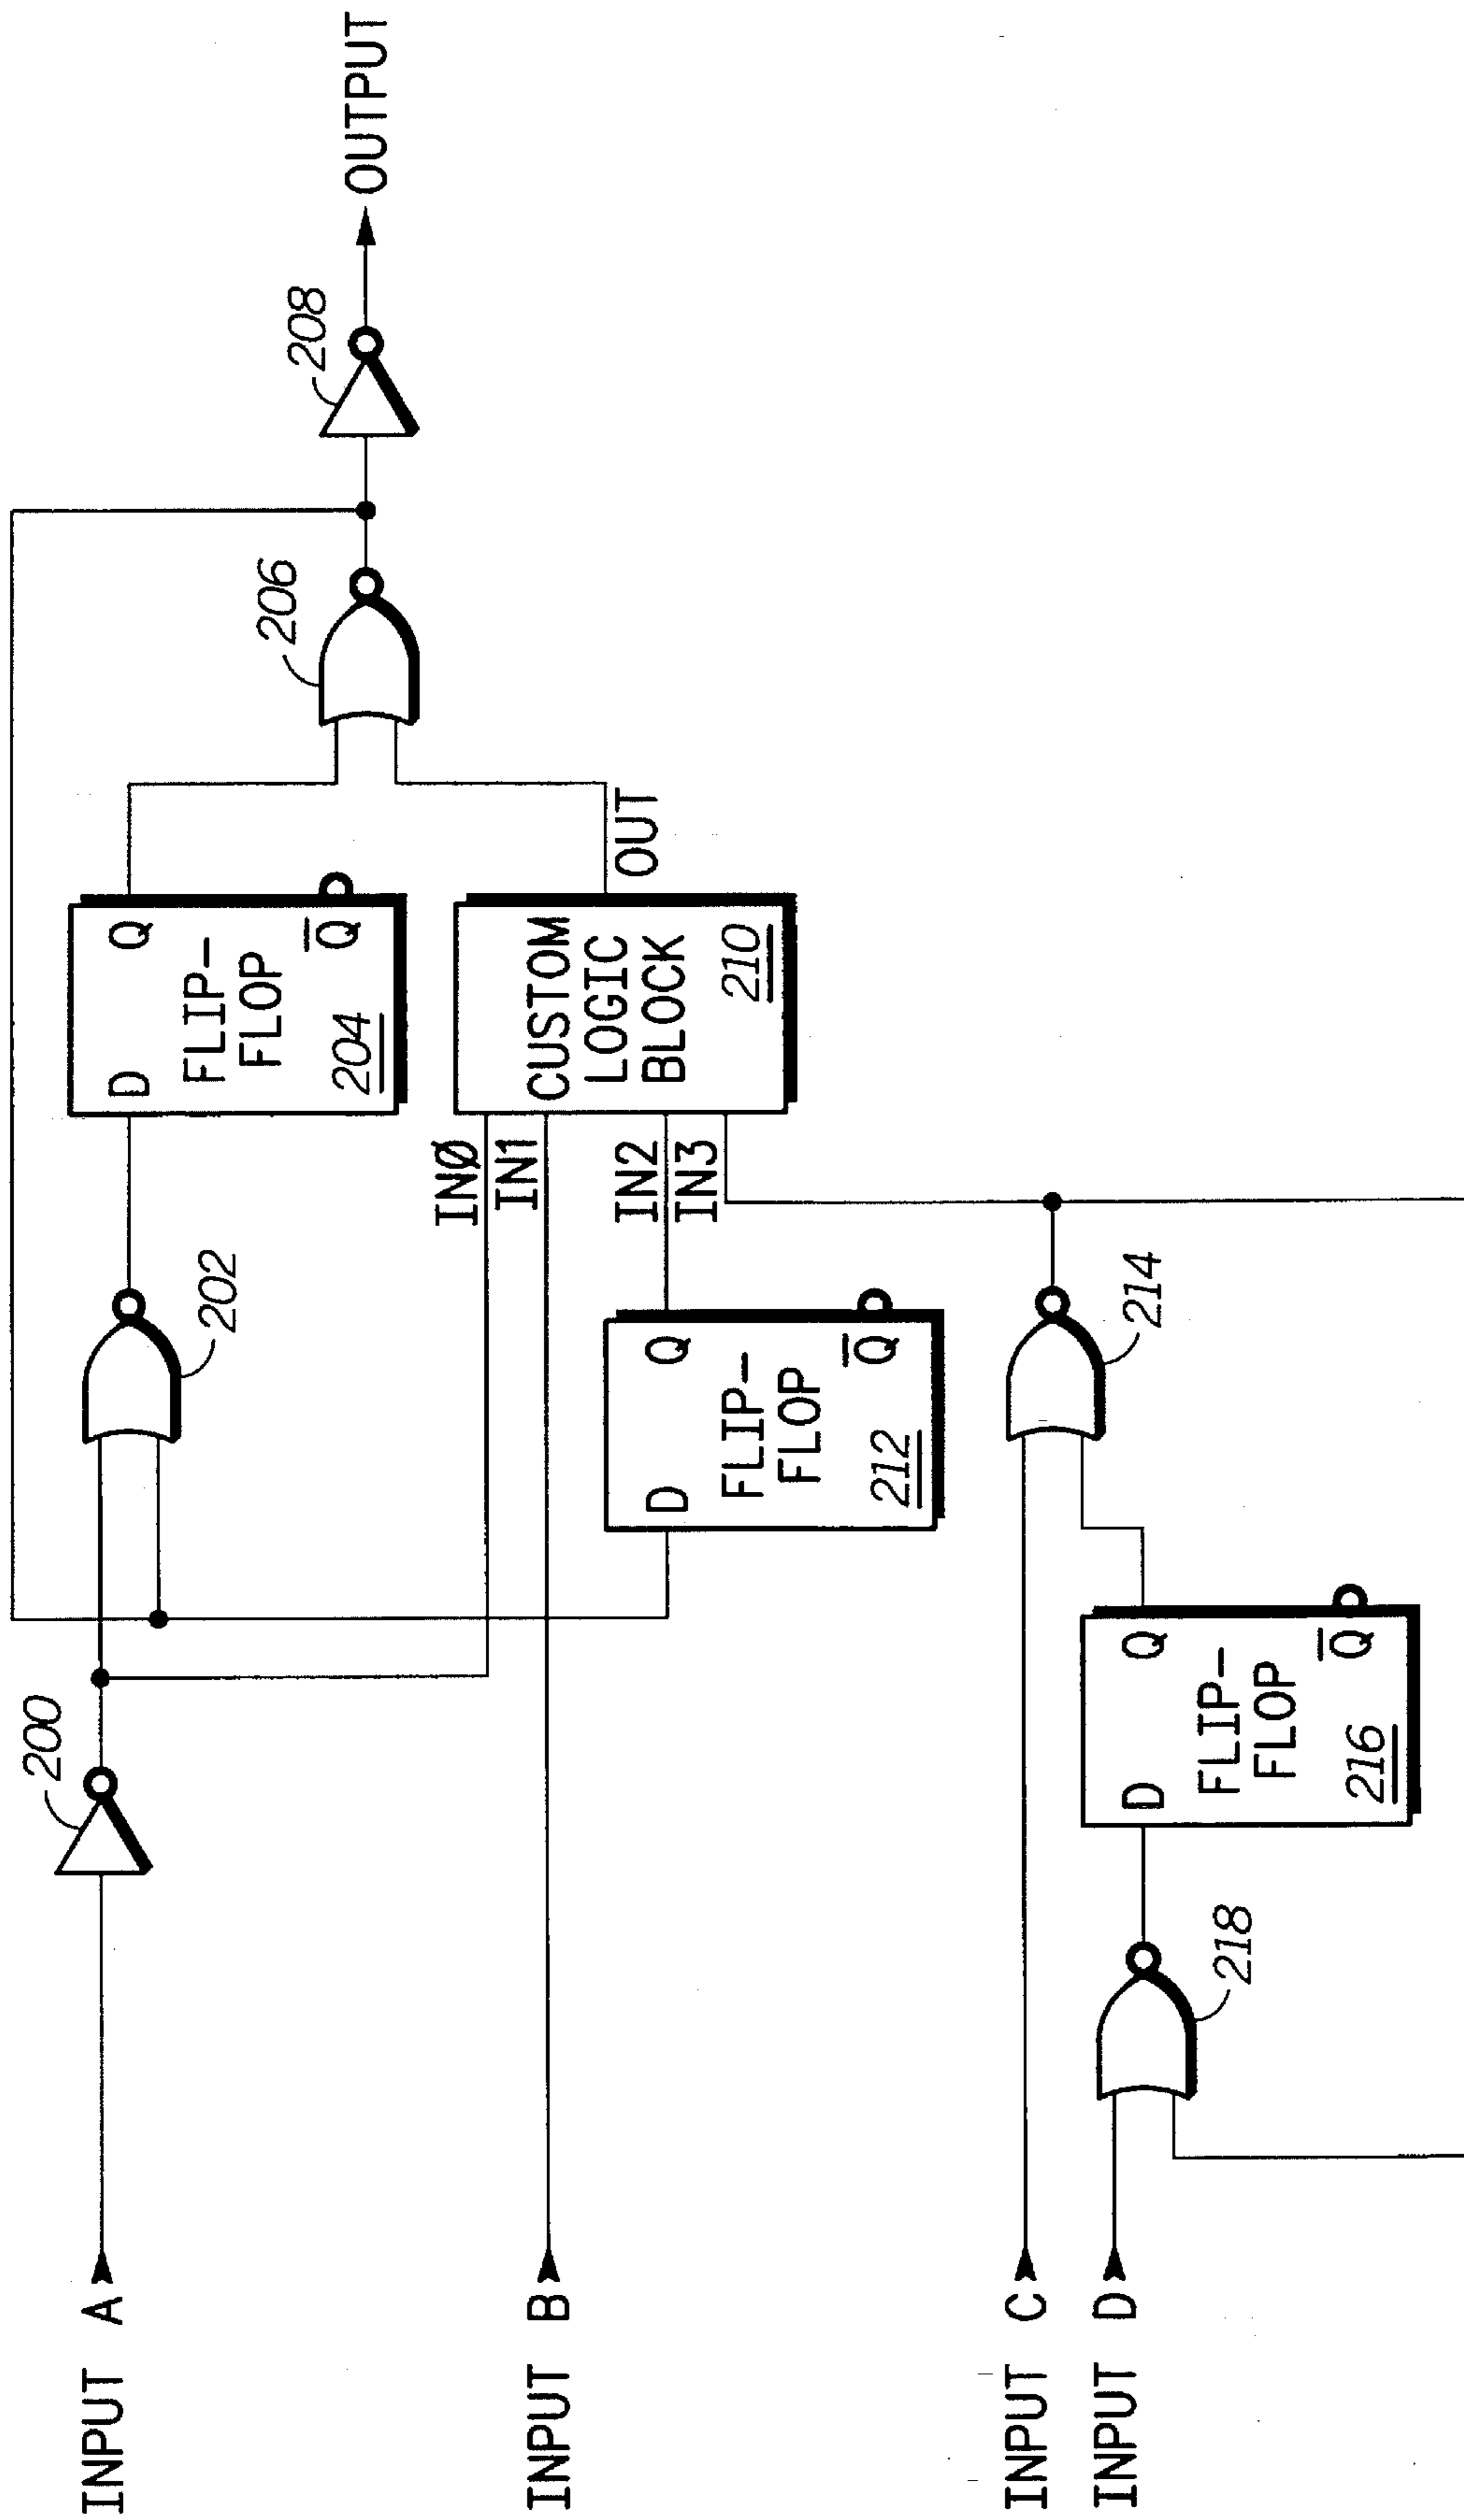 INPUT A
200
202
D Q
FLIP-
FLOP
Q
204
206
208
OUTPUT
INPUT B
INØ
IN1
IN2
IN3
CUSTOM
LOGIC
BLOCK
210
OUT
D Q
FLIP-
FLOP
Q
212
INPUT C
214
INPUT D
218
D Q
FLIP-
FLOP
Q
216